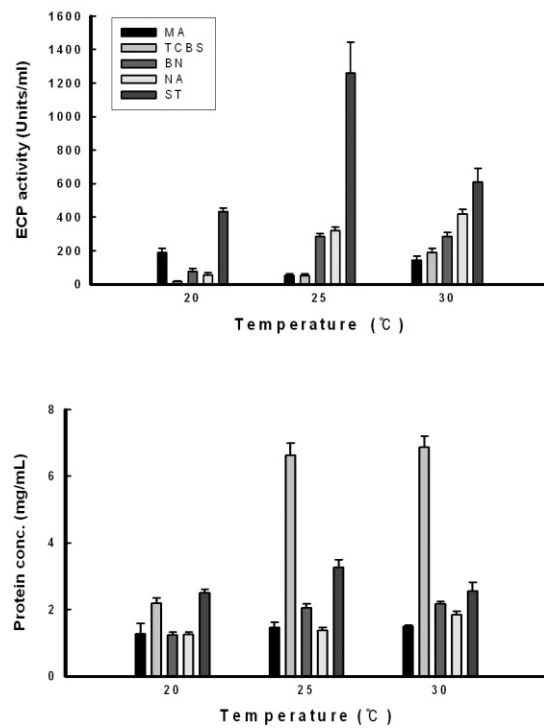 ECP activity (Units/ml)
1600
1400
1200
1000
800
600
400
200
0
MA
TCBS
BN
NA
ST
20 25 30
Temperature (℃)
Protein conc. (mg/mL)
8
6
4
2
0
20 25 30
Temperature (℃)